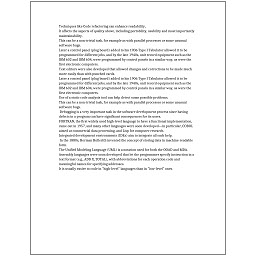 Techniques like Code refactoring can enhance readability.
It affects the aspects of quality above, including portability, usability and most importantly
maintainability.
This can be a non-trivial task, for example as with parallel processes or some unusual
software bugs.
Later a control panel (plug board) added to his 1906 Type I Tabulator allowed it to be
programmed for different jobs, and by the late 1940s, unit record equipment such as the
IBM 602 and IBM 604, were programmed by control panels in a similar way, as were the
first electronic computers.
Text editors were also developed that allowed changes and corrections to be made much
more easily than with punched cards.
Later a control panel (plug board) added to his 1906 Type I Tabulator allowed it to be
programmed for different jobs, and by the late 1940s, unit record equipment such as the
IBM 602 and IBM 604, were programmed by control panels in a similar way, as were the
first electronic computers.
Use of a static code analysis tool can help detect some possible problems.
This can be a non-trivial task, for example as with parallel processes or some unusual
software bugs.
Debugging is a very important task in the software development process since having
defects in a program can have significant consequences for its users.
FORTRAN, the first widely used high-level language to have a functional implementation,
came out in 1957, and many other languages were soon developed—in particular, COBOL
aimed at commercial data processing, and Lisp for computer research.
Integrated development environments (IDEs) aim to integrate all such help.
In the 1880s, Herman Hollerith invented the concept of storing data in machine-readable
form.
The Unified Modeling Language (UML) is a notation used for both the OOAD and MDA.
Assembly languages were soon developed that let the programmer specify instruction in a
text format (e.g., ADD X, TOTAL), with abbreviations for each operation code and
meaningful names for specifying addresses.
It is usually easier to code in "high-level" languages than in "low-level" ones.